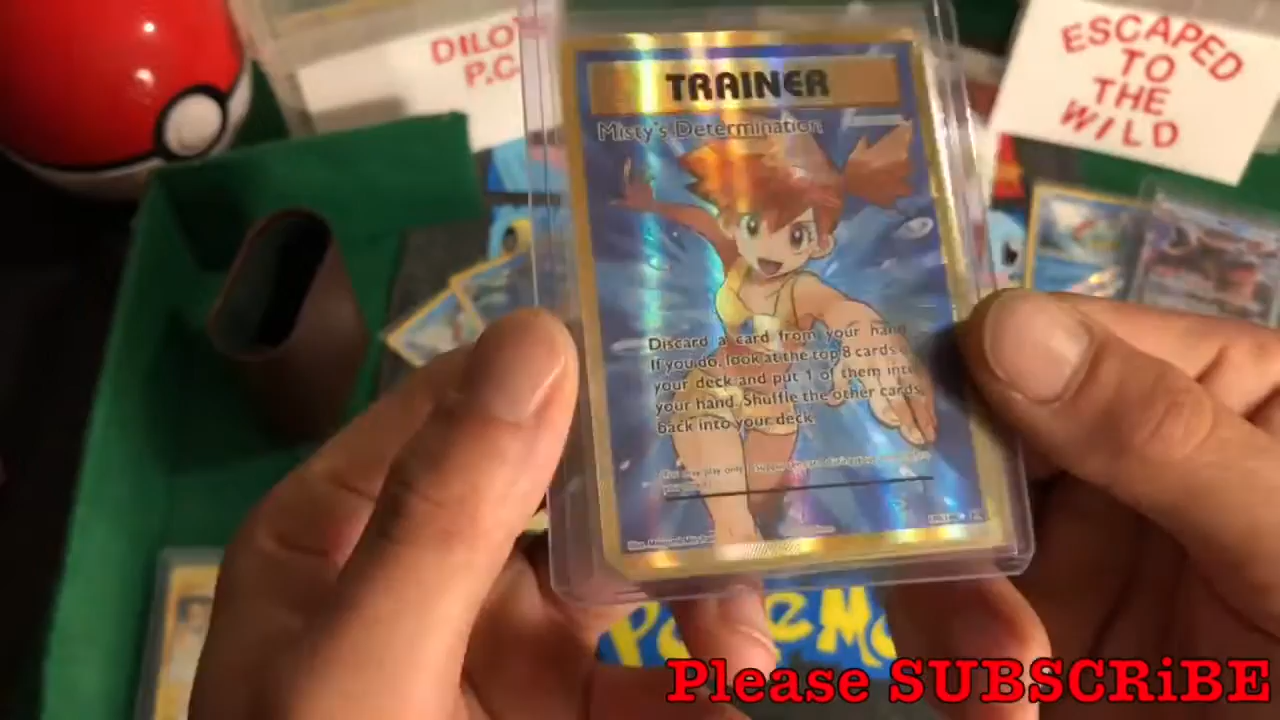 DILO
P.C.
ESCAPED
TO
THE
WILD
TRAINER
Misty's Determination
Discard a card from your hand
If you do, look at the top 8 cards
your deck and put 1 of them into
your hand. Shuffle the other cards
back into your deck.
POKéMO
Please SUBSCRiBE